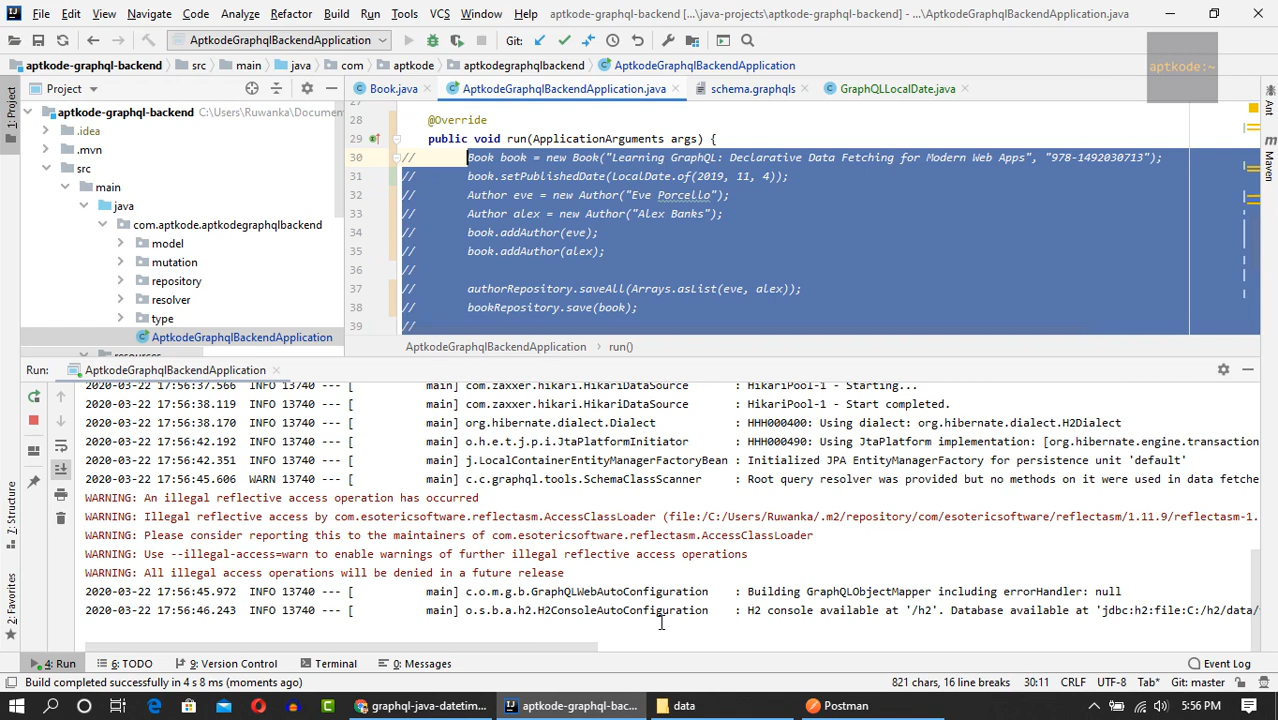 File Edit View Navigate Code Analyze Refactor Build Run Tools VCS Window Help aptkode-graphql-backend [...\java-projects\aptkode-graphql-backend] - ...\AptkodeGraphqlBackendApplication.java
AptkodeGraphqlBackendApplication Git:
aptkode-graphql-backend src main java com aptkode aptkodegraphqlbackend AptkodeGraphqlBackendApplication
aptkode:~
Project Book.java AptkodeGraphqlBackendApplication.java schema.graphqls GraphQLLocalDate.java
aptkode-graphql-backend C:\Users\Ruwanka\Documen
.idea
.mvn
src
main
java
com.aptkode.aptkodegraphqlbackend
model
mutation
repository
resolver
type
AptkodeGraphqlBackendApplication
resources
27
28 @Override
29 public void run(ApplicationArguments args) {
30 // Book book = new Book("Learning GraphQL: Declarative Data Fetching for Modern Web Apps", "978-1492030713");
31 // book.setPublishedDate(LocalDate.of(2019, 11, 4));
32 // Author eve = new Author("Eve Porcello");
33 // Author alex = new Author("Alex Banks");
34 // book.addAuthor(eve);
35 // book.addAuthor(alex);
36 //
37 // authorRepository.saveAll(Arrays.asList(eve, alex));
38 // bookRepository.save(book);
39 //
AptkodeGraphqlBackendApplication run()
1: Project
Ant
Maven
Run: AptkodeGraphqlBackendApplication
2020-03-22 17:56:37.566 INFO 13740 --- [ main] com.zaxxer.hikari.HikariDataSource : HikariPool-1 - Starting...
2020-03-22 17:56:38.119 INFO 13740 --- [ main] com.zaxxer.hikari.HikariDataSource : HikariPool-1 - Start completed.
2020-03-22 17:56:38.170 INFO 13740 --- [ main] org.hibernate.dialect.Dialect : HHH000400: Using dialect: org.hibernate.dialect.H2Dialect
2020-03-22 17:56:42.192 INFO 13740 --- [ main] o.h.e.t.j.p.i.JtaPlatformInitiator : HHH000490: Using JtaPlatform implementation: [org.hibernate.engine.transaction
2020-03-22 17:56:42.351 INFO 13740 --- [ main] j.LocalContainerEntityManagerFactoryBean : Initialized JPA EntityManagerFactory for persistence unit 'default'
2020-03-22 17:56:45.606 WARN 13740 --- [ main] c.c.graphql.tools.SchemaClassScanner : Root query resolver was provided but no methods on it were used in data fetche
WARNING: An illegal reflective access operation has occurred
WARNING: Illegal reflective access by com.esotericsoftware.reflectasm.AccessClassLoader (file:/C:/Users/Ruwanka/.m2/repository/com/esotericsoftware/reflectasm/1.11.9/reflectasm-1.
WARNING: Please consider reporting this to the maintainers of com.esotericsoftware.reflectasm.AccessClassLoader
WARNING: Use --illegal-access=warn to enable warnings of further illegal reflective access operations
WARNING: All illegal access operations will be denied in a future release
2020-03-22 17:56:45.972 INFO 13740 --- [ main] c.o.m.g.b.GraphQLWebAutoConfiguration : Building GraphQLObjectMapper including errorHandler: null
2020-03-22 17:56:46.243 INFO 13740 --- [ main] o.s.b.a.h2.H2ConsoleAutoConfiguration : H2 console available at '/h2'. Database available at 'jdbc:h2:file:C:/h2/data/
Z: Structure
2: Favorites
4: Run 6: TODO 9: Version Control Terminal 0: Messages Event Log
Build completed successfully in 4 s 8 ms (moments ago) 821 chars, 16 line breaks 30:11 CRLF UTF-8 Tab* Git: master
graphql-java-datetim... aptkode-graphql-bac... data Postman 5:56 PM